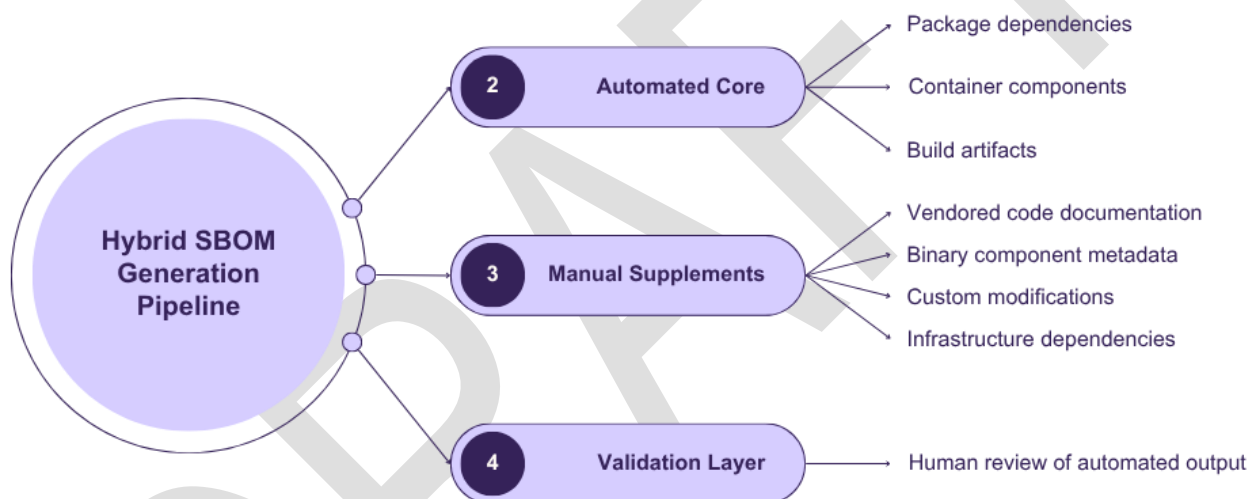 Hybrid SBOM
Generation
Pipeline
2
Automated Core
Package dependencies
Container components
Build artifacts
3
Manual Supplements
Vendored code documentation
Binary component metadata
Custom modifications
Infrastructure dependencies
4
Validation Layer
Human review of automated output
DRAFT